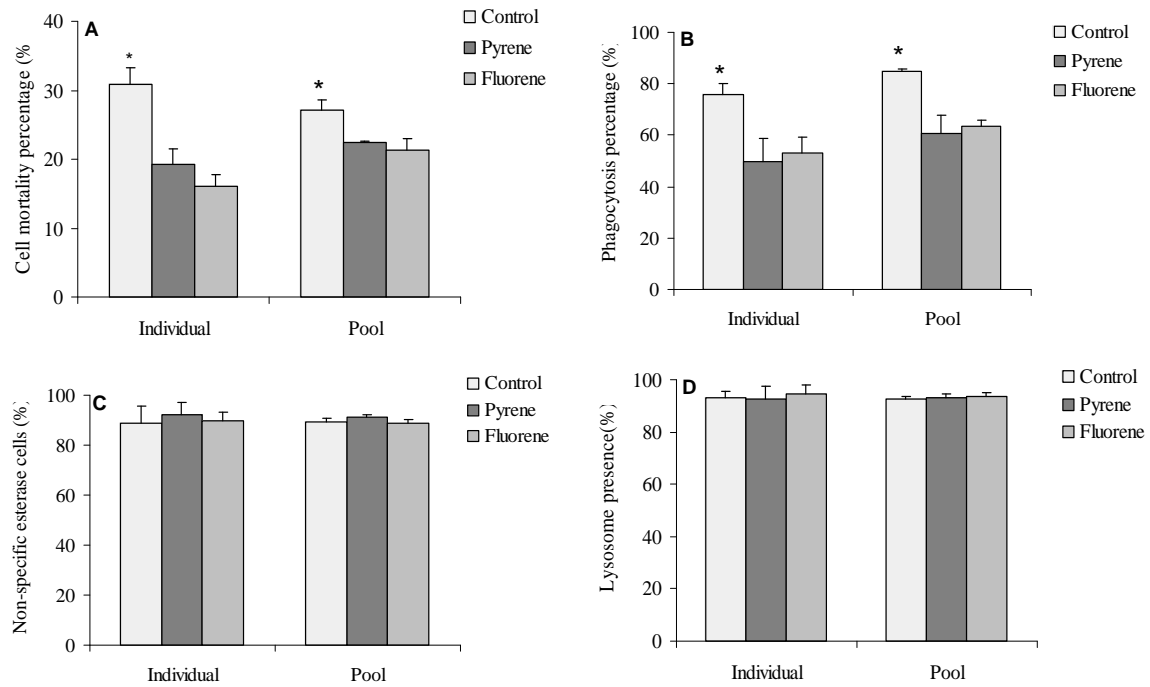 A
Cell mortality percentage (%
40
30
20
10
0
*
*
Control
Pyrene
Fluorene
Individual
Pool
B
Phagocytosis percentage (%)
100
80
60
40
20
0
*
*
Control
Pyrene
Fluorene
Individual
Pool
C
Non-specific esterase cells (%)
100
80
60
40
20
0
Control
Pyrene
Fluorene
Individual
Pool
D
Lysosome presence(%)
100
80
60
40
20
0
Control
Pyrene
Fluorene
Individual
Pool